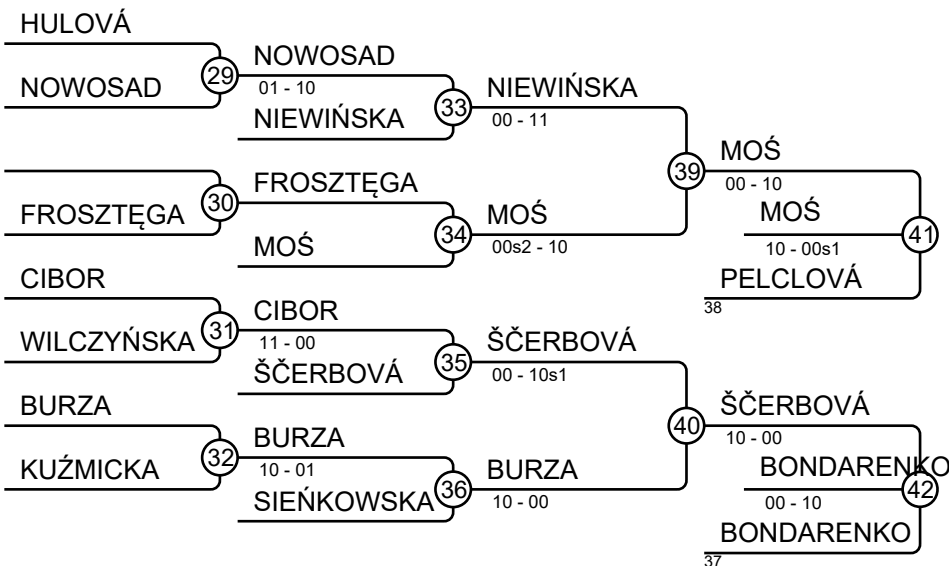 HULOVÁ
NOWOSAD
29
NOWOSAD
01 - 10
NIEWIŃSKA
33
NIEWIŃSKA
00 - 11
FROSZTĘGA
30
FROSZTĘGA
MOŚ
34
MOŚ
00s2 - 10
39
MOŚ
00 - 10
MOŚ
10 - 00s1
41
PELCLOVÁ
38
CIBOR
WILCZYŃSKA
31
CIBOR
11 - 00
ŠČERBOVÁ
35
ŠČERBOVÁ
00 - 10s1
BURZA
KUŹMICKA
32
BURZA
10 - 01
SIEŃKOWSKA
36
BURZA
10 - 00
40
ŠČERBOVÁ
10 - 00
BONDARENKO
00 - 10
42
BONDARENKO
37